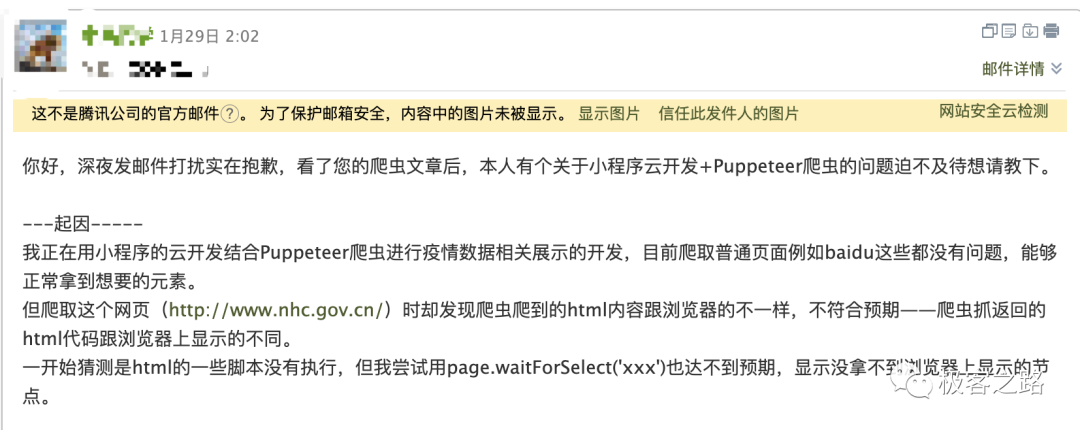 1月29日 2:02
邮件详情
这不是腾讯公司的官方邮件?。 为了保护邮箱安全，内容中的图片未被显示。 显示图片 信任此发件人的图片 网站安全云检测
你好，深夜发邮件打扰实在抱歉，看了您的爬虫文章后，本人有个关于小程序云开发+Puppeteer爬虫的问题迫不及待想请教下。
---起因-----
我正在用小程序的云开发结合Puppeteer爬虫进行疫情数据相关展示的开发，目前爬取普通页面例如baidu这些都没有问题，能够
正常拿到想要的元素。
但爬取这个网页（http://www.nhc.gov.cn/）时却发现爬虫爬到的html内容跟浏览器的不一样，不符合预期——爬虫抓返回的
html代码跟浏览器上显示的不同。
一开始猜测是html的一些脚本没有执行，但我尝试用page.waitForSelect('xxx')也达不到预期，显示没拿不到浏览器上显示的节
点。
极客之路